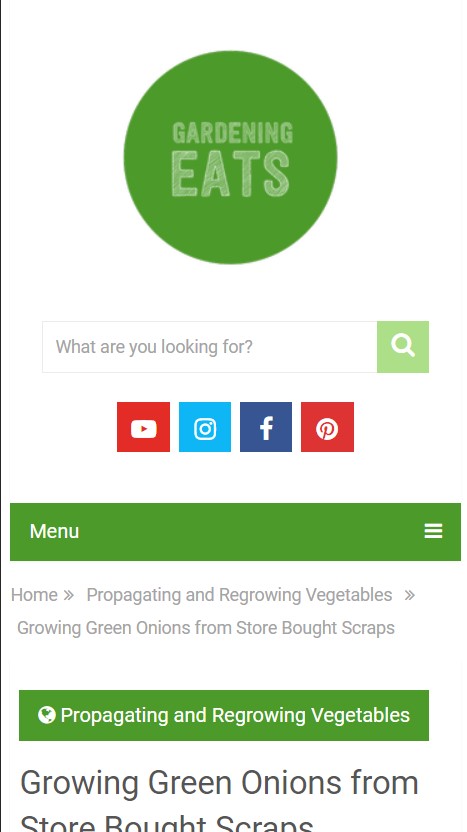 GARDENING
EATS
What are you looking for?
Menu
Home » Propagating and Regrowing Vegetables »
Growing Green Onions from Store Bought Scraps
Propagating and Regrowing Vegetables
Growing Green Onions from
Store Bought Scraps